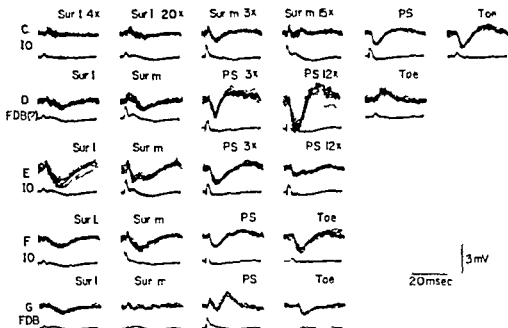 Sur l 4x Sur l 20x Sur m 3x Sur m 15x PS Toe
C
IO
Sur l Sur m PS 3x PS 12x Toe
D
FDB(?)
Sur l Sur m PS 3x PS 12x
E
IO
Sur l Sur m PS Toe
F
IO
3mV
20msec
Sur l Sur m PS Toe
G
FDB